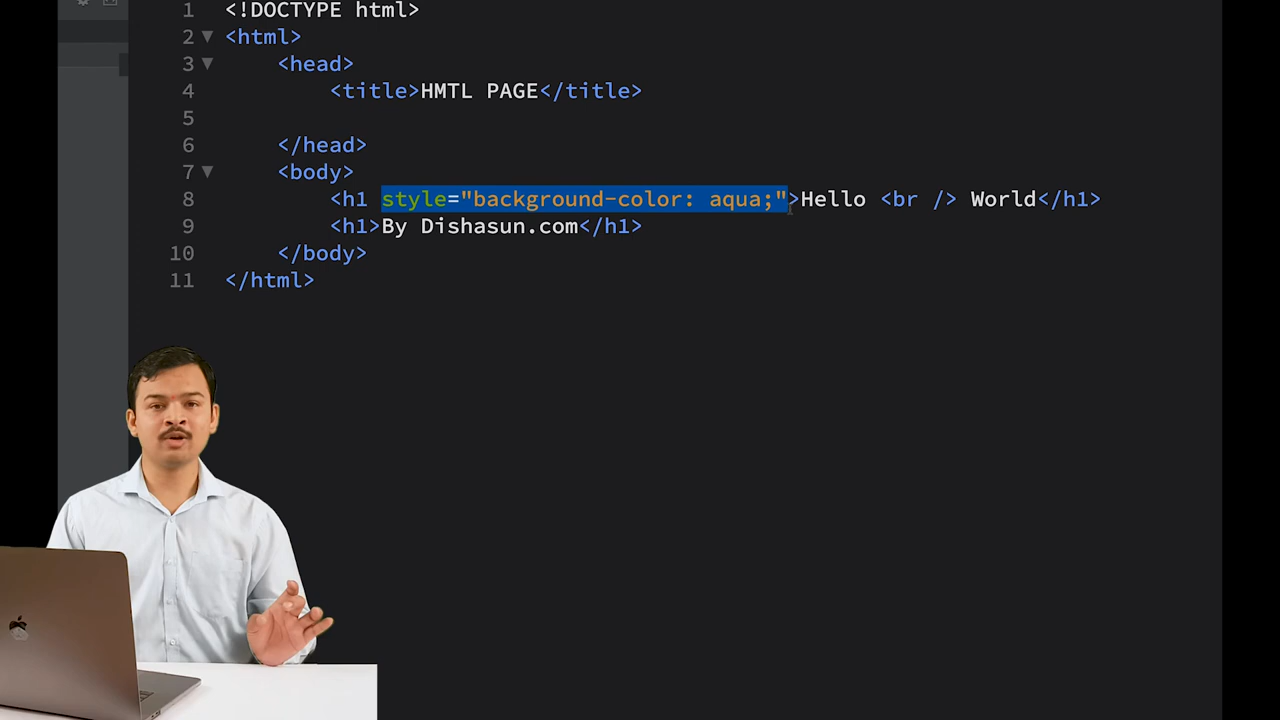 1 <!DOCTYPE html>
2 <html>
3 <head>
4 <title>HMTL PAGE</title>
5
6 </head>
7 <body>
8 <h1 style="background-color: aqua;">Hello <br /> World</h1>
9 <h1>By Dishasun.com</h1>
10 </body>
11 </html>